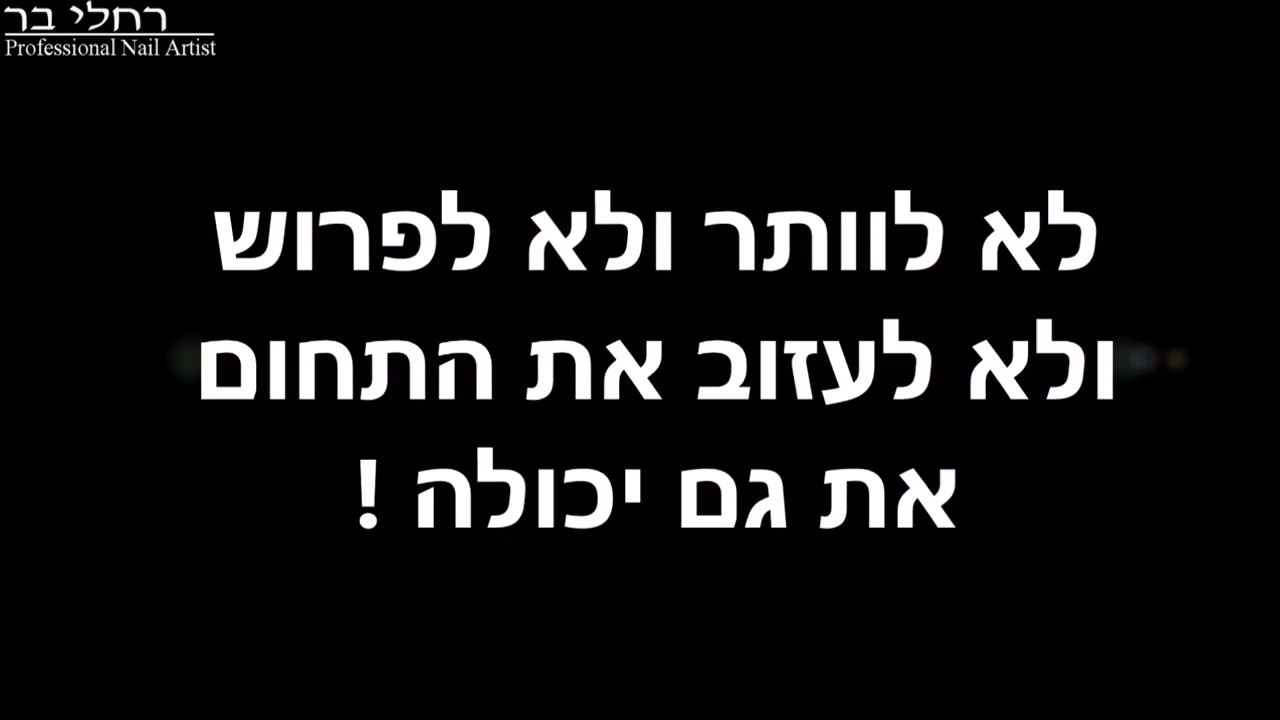 רחלי בר
Professional Nail Artist
לא לוותר ולא לפרוש
ולא לעזוב את התחום
את גם יכולה !